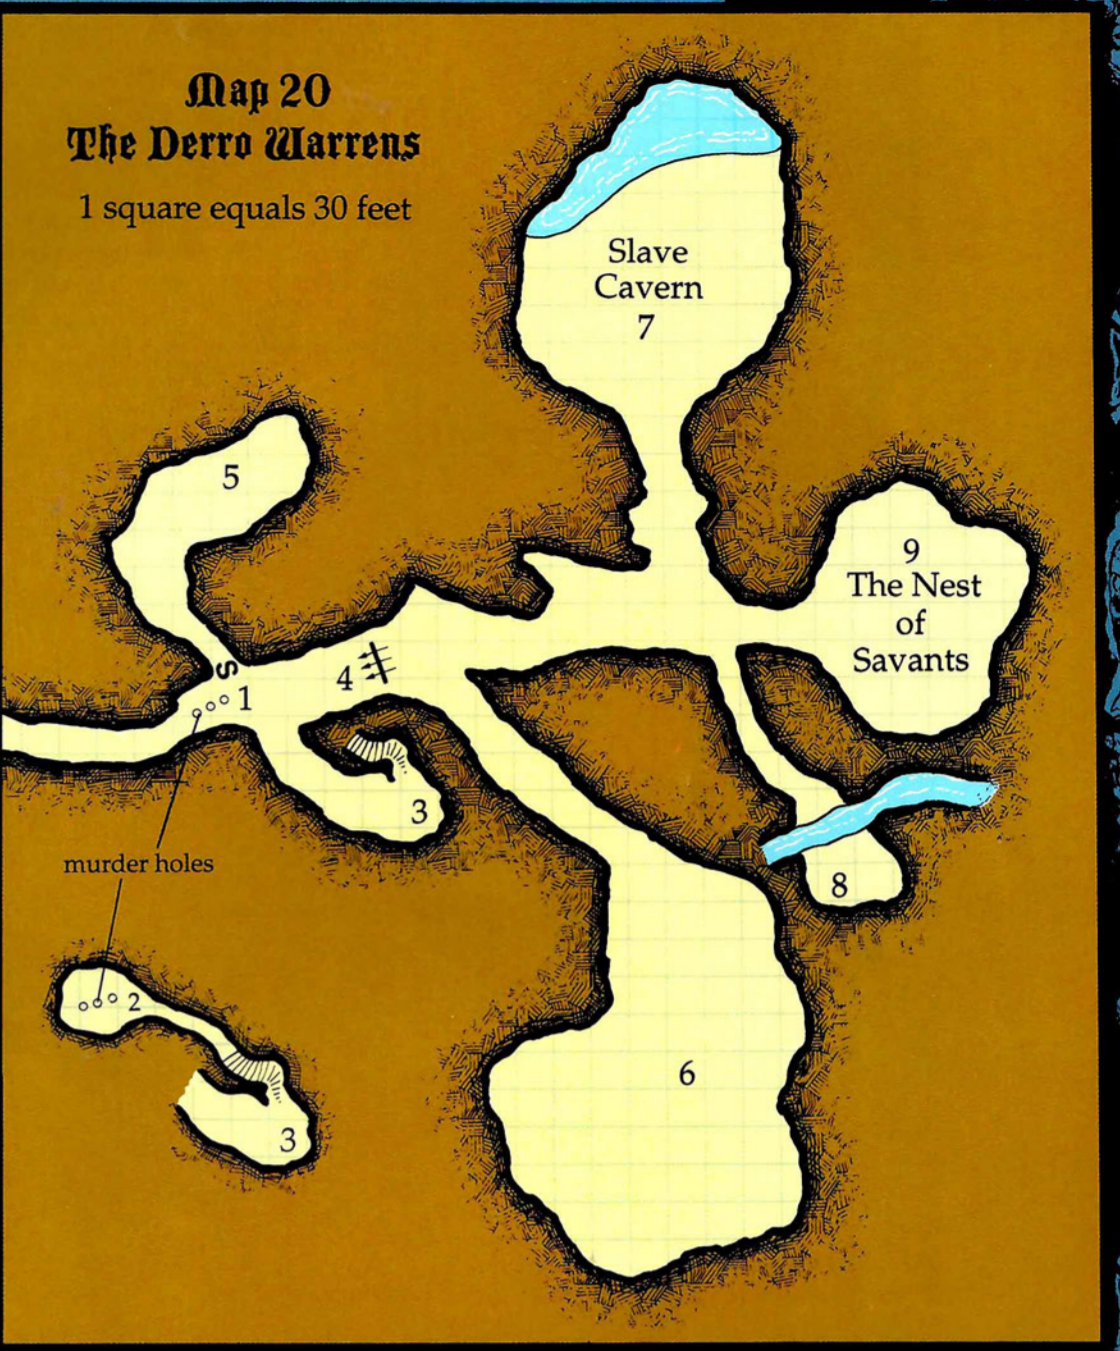 Map 20
The Derro Warrens
1 square equals 30 feet
Slave
Cavern
7
5
9
The Nest
of
Savants
S
4
1
3
murder holes
8
2
6
3